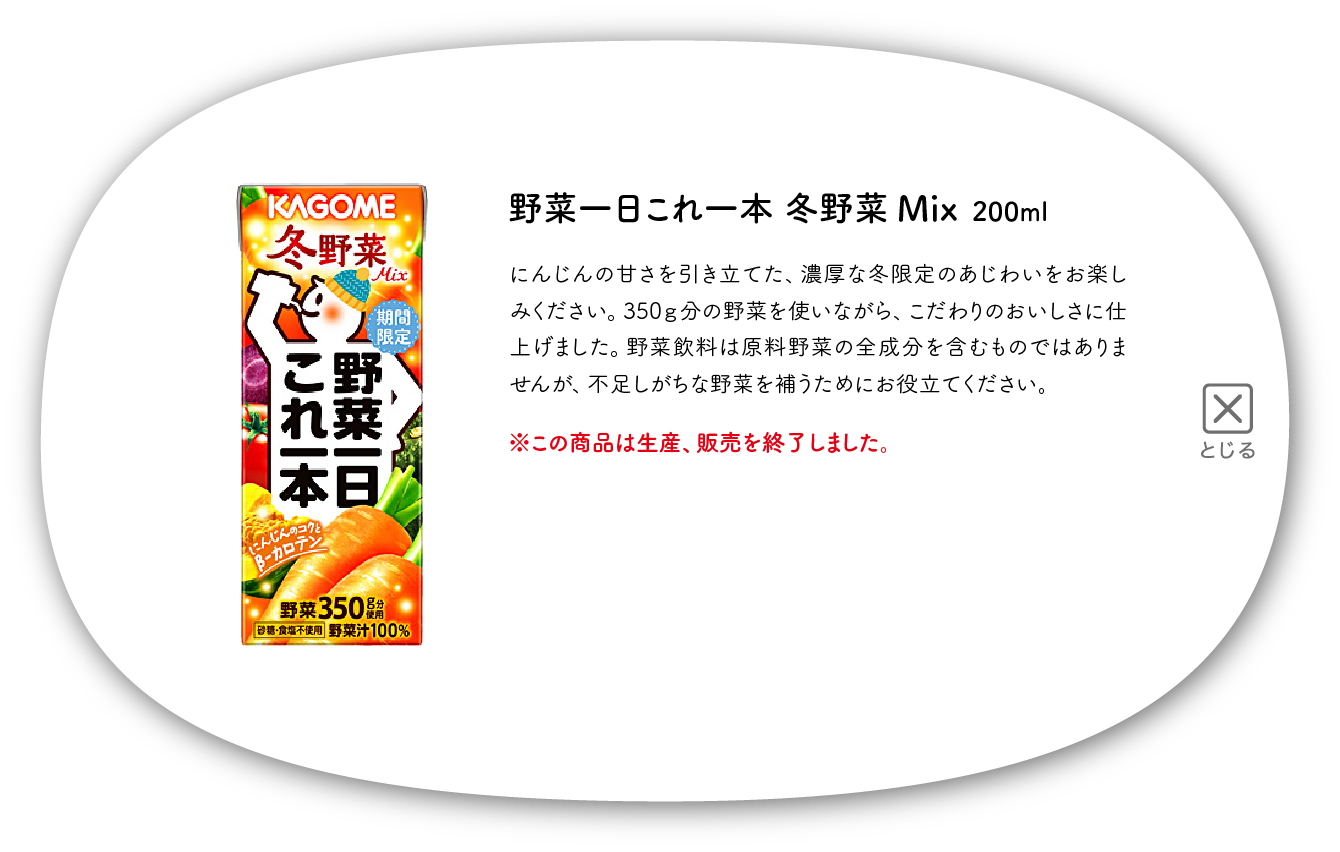 KAGOME
冬野菜
Mix
期間
限定
野菜一日
これ一本
にんじんのコクと
β-カロテン
野菜350g分使用
砂糖・食塩不使用 野菜汁100%
野菜一日これ一本 冬野菜 Mix 200ml
にんじんの甘さを引き立てた、濃厚な冬限定のあじわいをお楽し
みください。350g分の野菜を使いながら、こだわりのおいしさに仕
上げました。野菜飲料は原料野菜の全成分を含むものではありま
せんが、不足しがちな野菜を補うためにお役立てください。
※この商品は生産、販売を終了しました。
とじる